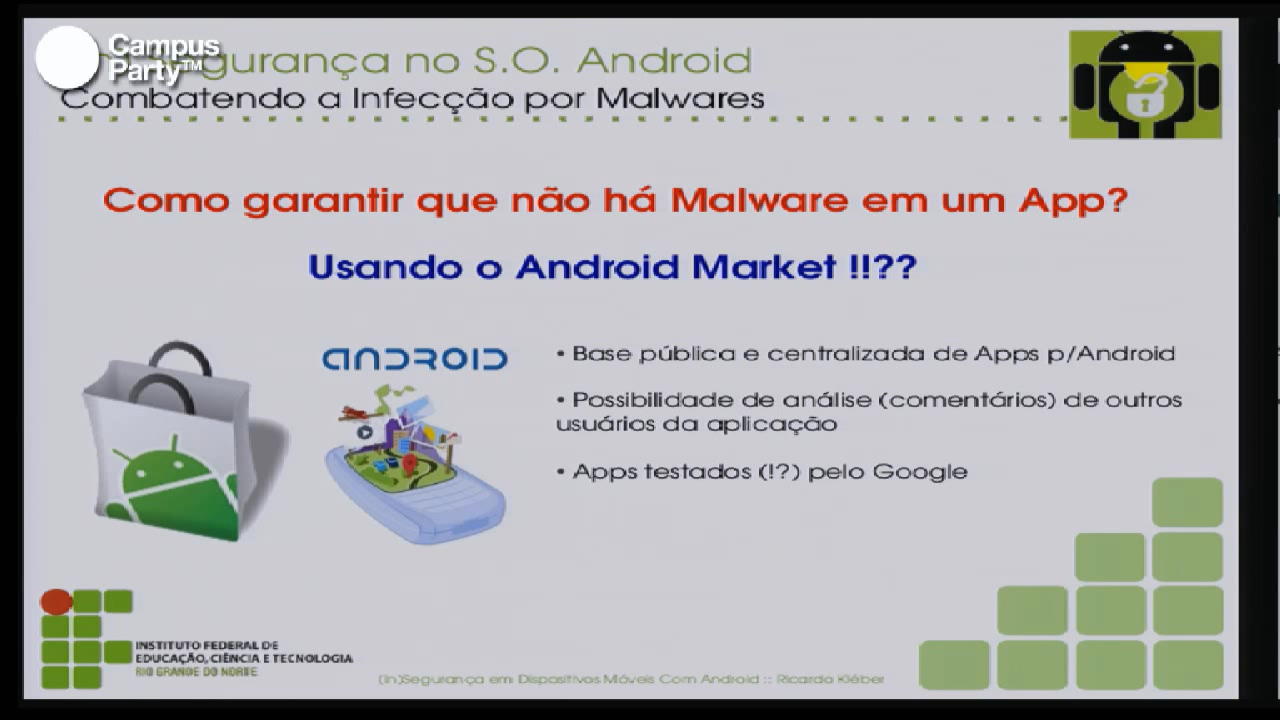 Campus
Party™
Segurança no S.O. Android
Combatendo a Infecção por Malwares
Como garantir que não há Malware em um App?
Usando o Android Market !!??
ANDROID
• Base pública e centralizada de Apps p/Android
• Possibilidade de análise (comentários) de outros
usuários da aplicação
• Apps testados (!?) pelo Google
INSTITUTO FEDERAL DE
EDUCAÇÃO, CIÊNCIA E TECNOLOGIA
RIO GRANDE DO NORTE
(In)Segurança em Dispositivos Móveis Com Android :: Ricardo Kléber